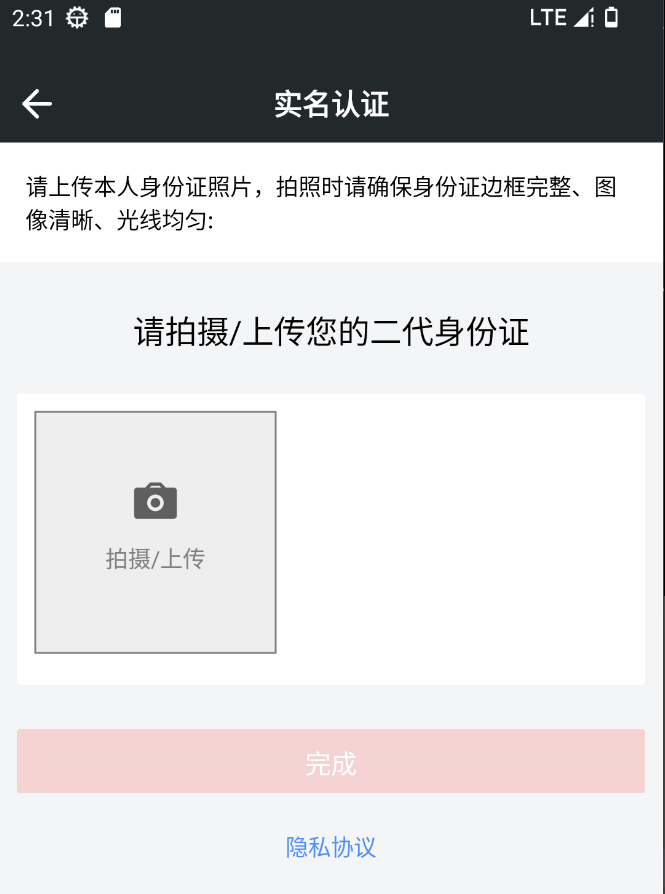 2:31
LTE
实名认证
请上传本人身份证照片，拍照时请确保身份证边框完整、图
像清晰、光线均匀:
请拍摄/上传您的二代身份证
拍摄/上传
完成
隐私协议